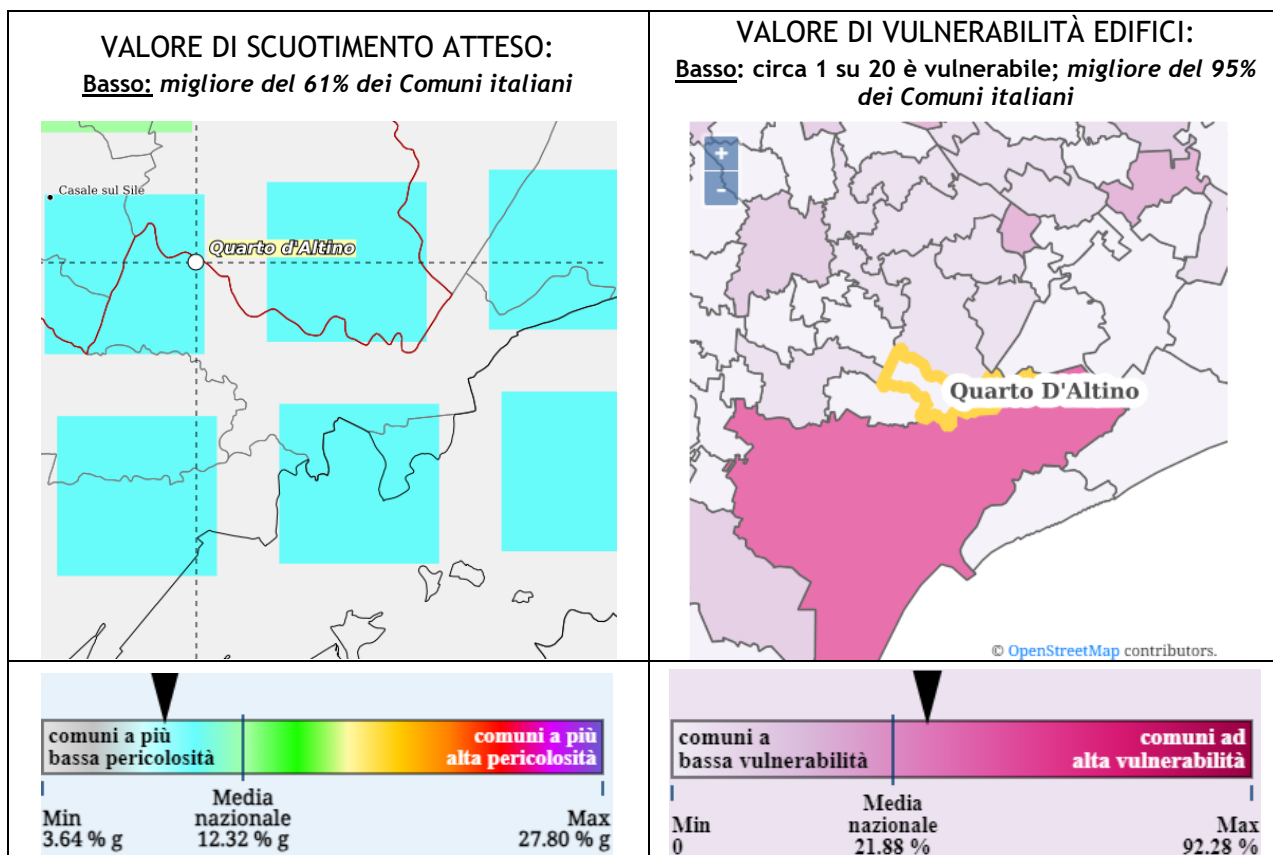 VALORE DI SCUOTIMENTO ATTESO:
Basso: migliore del 61% dei Comuni italiani
Casale sul Sile
Quarto d'Altino
comuni a più
bassa pericolosità
comuni a più
alta pericolosità
Min
3.64 % g
Media
nazionale
12.32 % g
Max
27.80 % g
VALORE DI VULNERABILITÀ EDIFICI:
Basso: circa 1 su 20 è vulnerabile; migliore del 95%
dei Comuni italiani
+
-
Quarto D'Altino
© OpenStreetMap contributors.
comuni a
bassa vulnerabilità
comuni ad
alta vulnerabilità
Min
0
Media
nazionale
21.88 %
Max
92.28 %